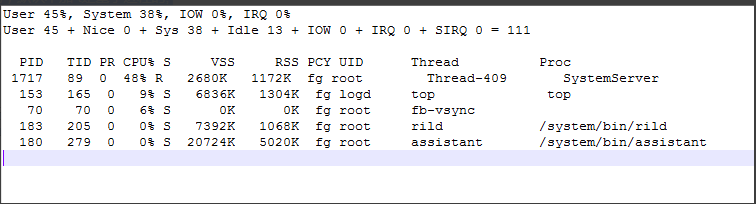 User 45%, System 38%, IOW 0%, IRQ 0%
User 45 + Nice 0 + Sys 38 + Idle 13 + IOW 0 + IRQ 0 + SIRQ 0 = 111
PID TID PR CPU% S VSS RSS PCY UID Thread Proc
1717 89 0 48% R 2680K 1172K fg root Thread-409 SystemServer
153 165 0 9% S 6836K 1304K fg logd top top
70 70 0 6% S 0K 0K fg root fb-vsync
183 205 0 0% S 7392K 1068K fg root rild /system/bin/rild
180 279 0 0% S 20724K 5020K fg root assistant /system/bin/assistant